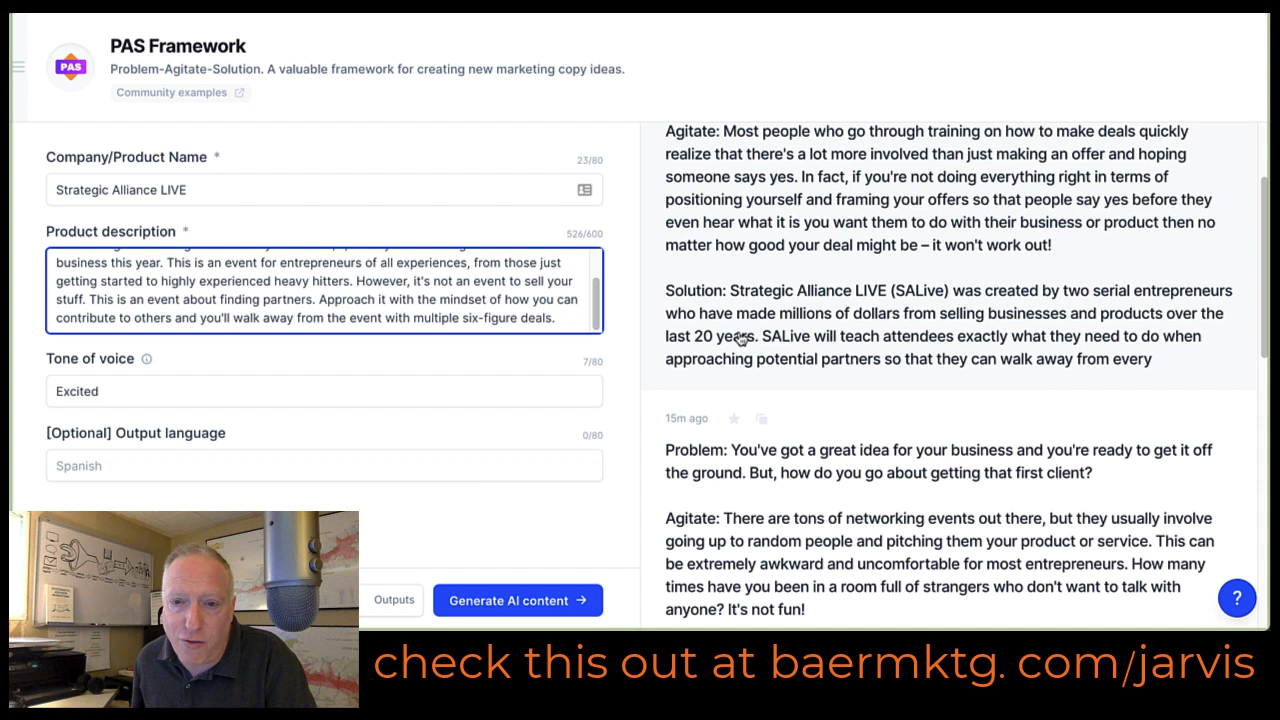 PAS Framework
PAS
Problem-Agitate-Solution. A valuable framework for creating new marketing copy ideas.
Community examples
Company/Product Name *
23/80
Strategic Alliance LIVE
Product description *
526/600
business this year. This is an event for entrepreneurs of all experiences, from those just
getting started to highly experienced heavy hitters. However, it's not an event to sell your
stuff. This is an event about finding partners. Approach it with the mindset of how you can
contribute to others and you'll walk away from the event with multiple six-figure deals.
Tone of voice
7/80
Excited
[Optional] Output language
0/80
Spanish
Outputs
Generate AI content →
Agitate: Most people who go through training on how to make deals quickly
realize that there's a lot more involved than just making an offer and hoping
someone says yes. In fact, if you're not doing everything right in terms of
positioning yourself and framing your offers so that people say yes before they
even hear what it is you want them to do with their business or product then no
matter how good your deal might be – it won't work out!
Solution: Strategic Alliance LIVE (SALive) was created by two serial entrepreneurs
who have made millions of dollars from selling businesses and products over the
last 20 years. SALive will teach attendees exactly what they need to do when
approaching potential partners so that they can walk away from every
15m ago
Problem: You've got a great idea for your business and you're ready to get it off
the ground. But, how do you go about getting that first client?
Agitate: There are tons of networking events out there, but they usually involve
going up to random people and pitching them your product or service. This can
be extremely awkward and uncomfortable for most entrepreneurs. How many
times have you been in a room full of strangers who don't want to talk with
anyone? It's not fun!
?
check this out at baermktg. com/jarvis